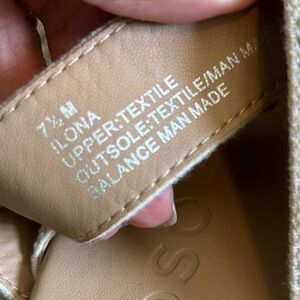 7½ M
ILONA
UPPER:TEXTILE
OUTSOLE:TEXTILE/MAN MADE
BALANCE MAN MADE